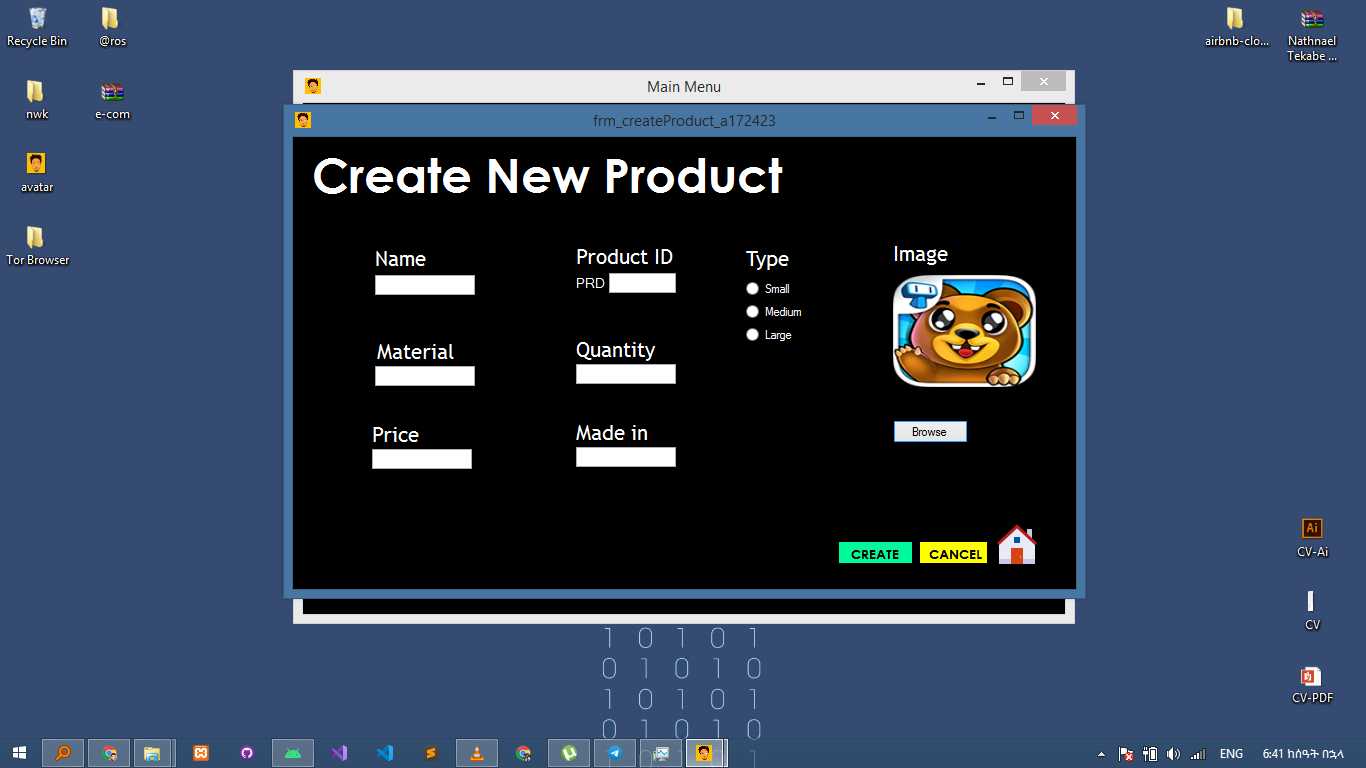 Recycle Bin
@ros
airbnb-clo...
Nathnael
Tekabe ...
nwk
e-com
avatar
Tor Browser
Main Menu
frm_createProduct_a172423
Create New Product
Name
Product ID
PRD
Type
Small
Medium
Large
Image
Material
Quantity
Price
Made in
Browse
CREATE
CANCEL
Ai
CV-Ai
CV
CV-PDF
1 0 1 0 1
0 1 0 1 0
1 0 1 0 1
0 1 0 1 0
ENG
6:41 ከሰዓት በኋላ